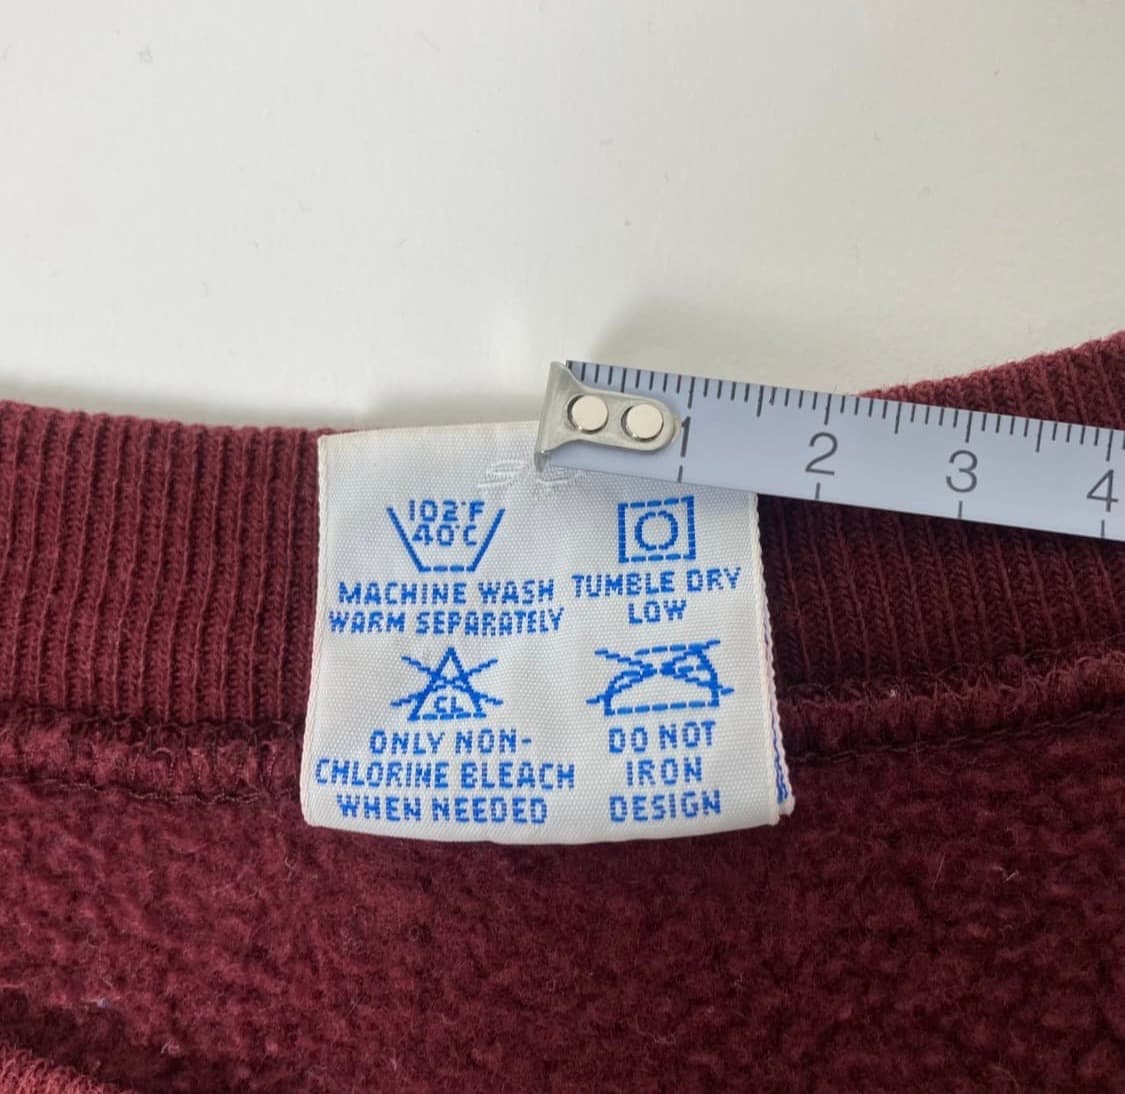 1 2 3 4
102°F
40°C
MACHINE WASH
WARM SEPARATELY
TUMBLE DRY
LOW
CL
ONLY NON-
CHLORINE BLEACH
WHEN NEEDED
DO NOT
IRON
DESIGN